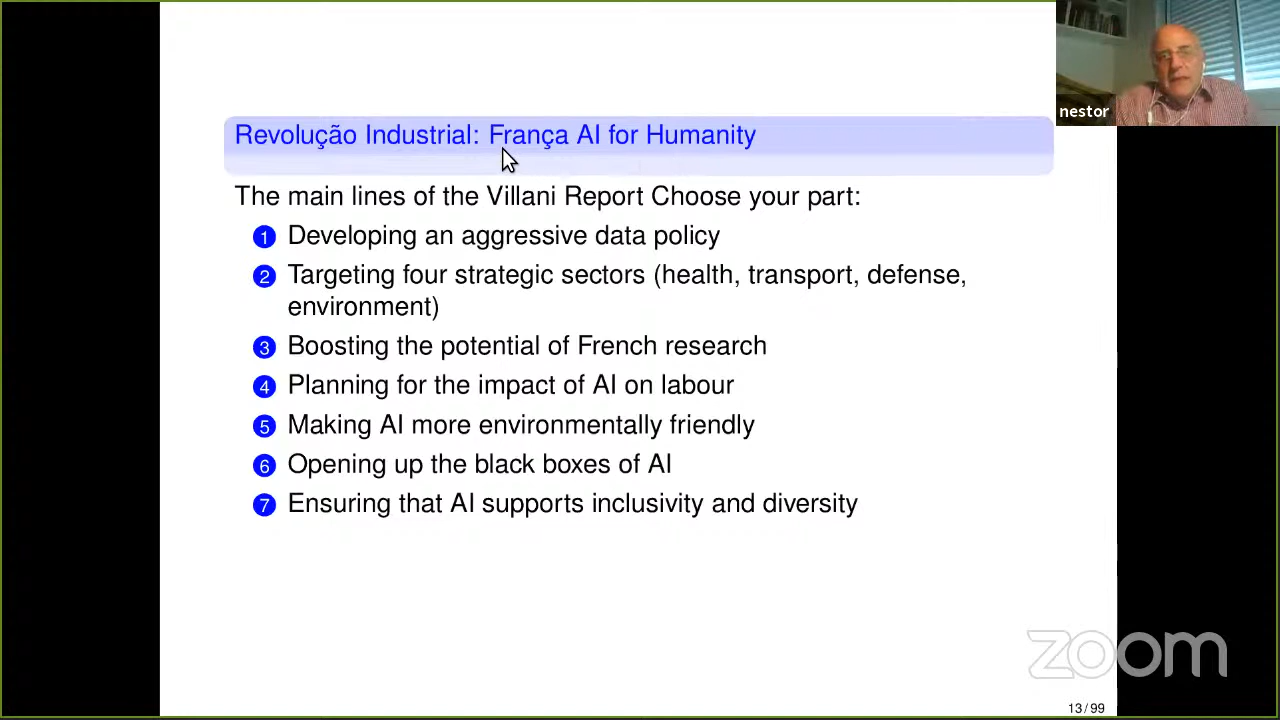 nestor
Revolução Industrial: França AI for Humanity
The main lines of the Villani Report Choose your part:
1 Developing an aggressive data policy
2 Targeting four strategic sectors (health, transport, defense,
environment)
3 Boosting the potential of French research
4 Planning for the impact of AI on labour
5 Making AI more environmentally friendly
6 Opening up the black boxes of AI
7 Ensuring that AI supports inclusivity and diversity
zoom
13/99